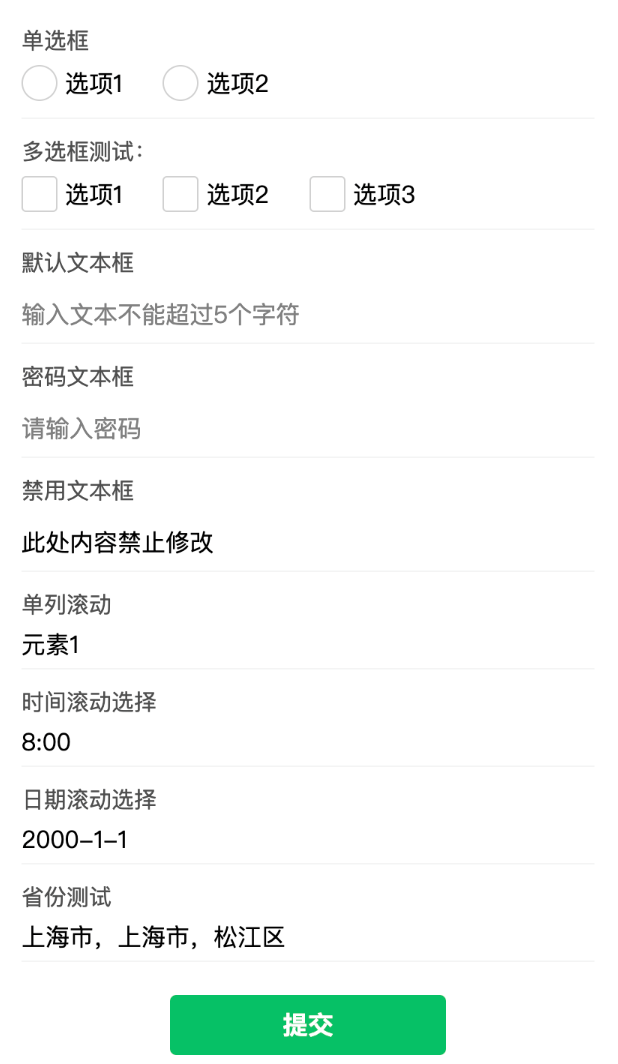 单选框
选项1 选项2
多选框测试：
选项1 选项2 选项3
默认文本框
输入文本不能超过5个字符
密码文本框
请输入密码
禁用文本框
此处内容禁止修改
单列滚动
元素1
时间滚动选择
8:00
日期滚动选择
2000-1-1
省份测试
上海市，上海市，松江区
提交